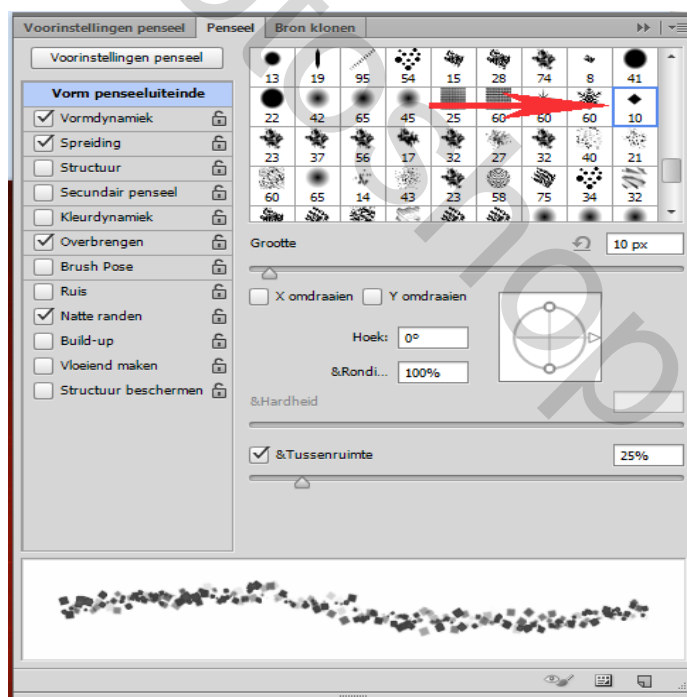 Voorinstellingen penseel Penseel Bron klonen
Voorinstellingen penseel
Vorm penseeluiteinde
Vormdynamiek
Spreiding
Structuur
Secundair penseel
Kleurdynamiek
Overbrengen
Brush Pose
Ruis
Natte randen
Build-up
Vloeiend maken
Structuur beschermen
13 19 95 54 15 28 74 8 41
22 42 65 45 25 60 60 60 10
23 37 56 17 32 27 32 40 21
60 65 14 43 23 58 75 34 32
Grootte 10 px
X omdraaien Y omdraaien
Hoek: 0°
&Rondi... 100%
&Hardheid
&Tussenruimte 25%
Photoshop